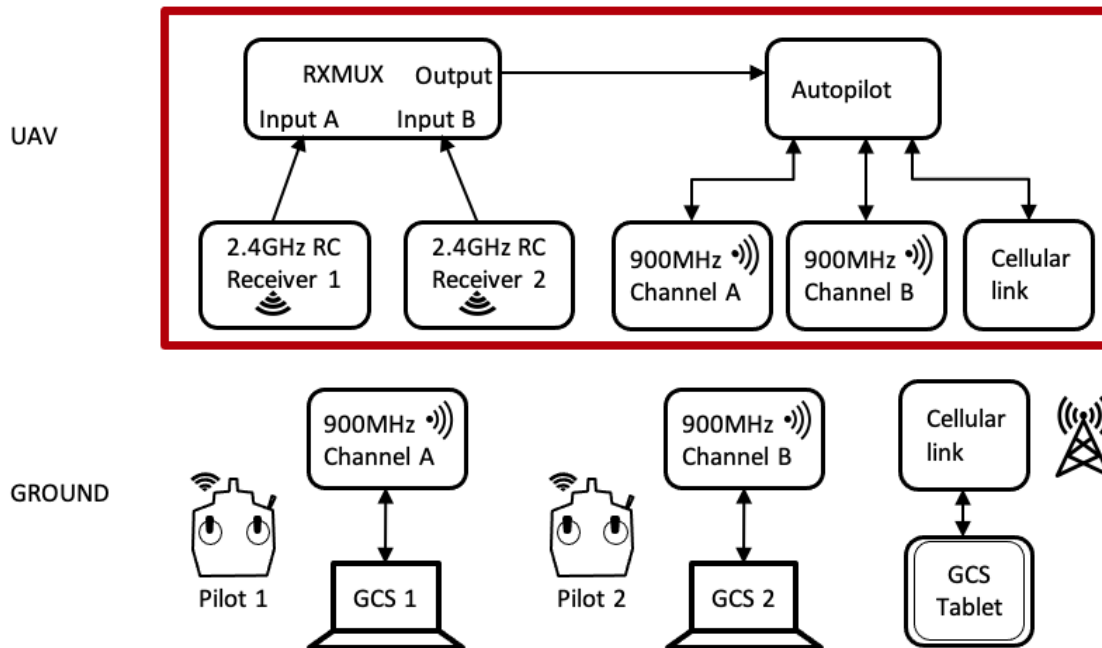 RXMUX
Output
Autopilot
Input A
Input B
UAV
2.4GHz RC
Receiver 1
2.4GHz RC
Receiver 2
900MHz
Channel A
900MHz
Channel B
Cellular
link
900MHz
Channel A
900MHz
Channel B
Cellular
link
GROUND
Pilot 1
GCS 1
Pilot 2
GCS 2
GCS
Tablet